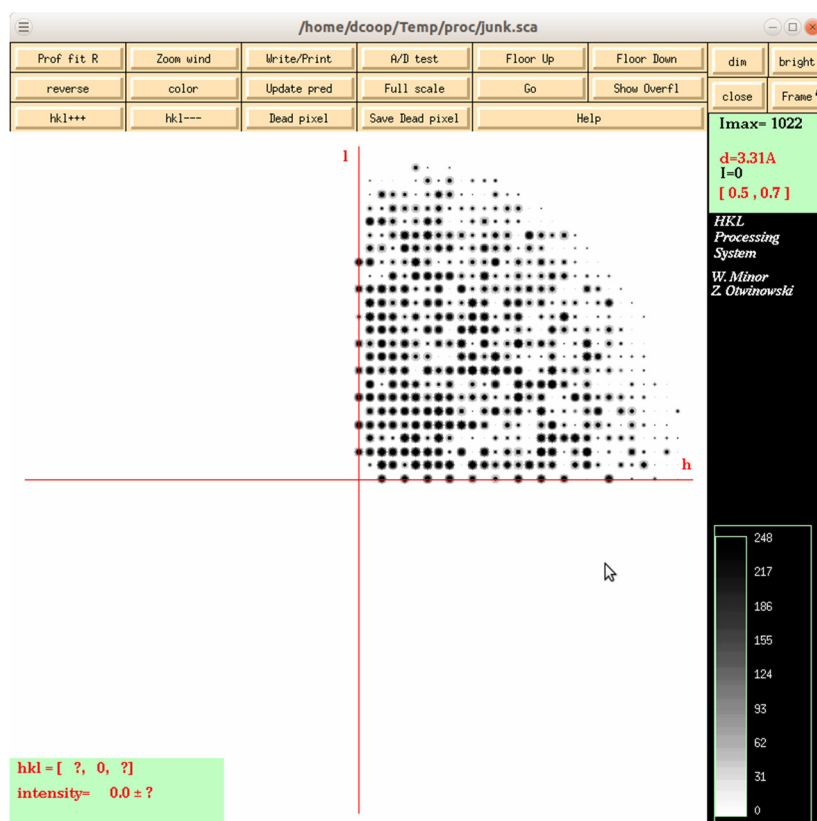 /home/dcoop/Temp/proc/junk.sca
Prof fit R Zoom wind Write/Print A/D test Floor Up Floor Down dim bright
reverse color Update pred Full scale Go Show Overfl close Frame
hkl+++ hkl--- Dead pixel Save Dead pixel Help
Imax= 1022
d=3.31A
I=0
[ 0.5 , 0.7 ]
HKL
Processing
System
W. Minor
Z. Otwinowski
l
h
248
217
186
155
124
93
62
31
0
hkl = [ ?, 0, ?]
intensity= 0.0 ± ?